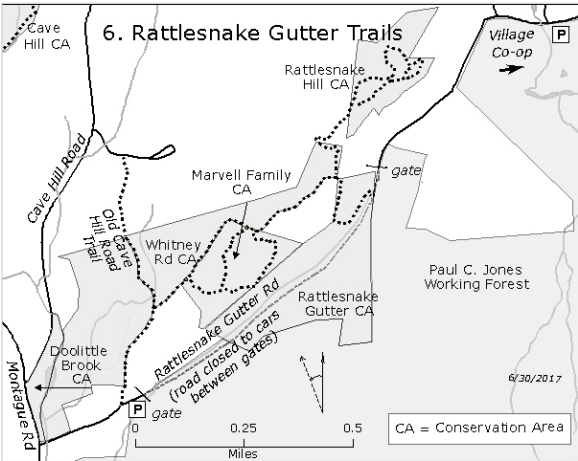 6. Rattlesnake Gutter Trails
Cave
Hill CA
Village
Co-op
P
Rattlesnake
Hill CA
Cave Hill Road
Marvell Family
CA
gate
Old Cave
Hill Road
Trail
Whitney
Rd CA
Paul C. Jones
Working Forest
Rattlesnake Gutter Rd
(road closed to cars
between gates)
Rattlesnake
Gutter CA
Doolittle
Brook
CA
Montague Rd
P
gate
6/30/2017
0 0.25 0.5
Miles
CA = Conservation Area